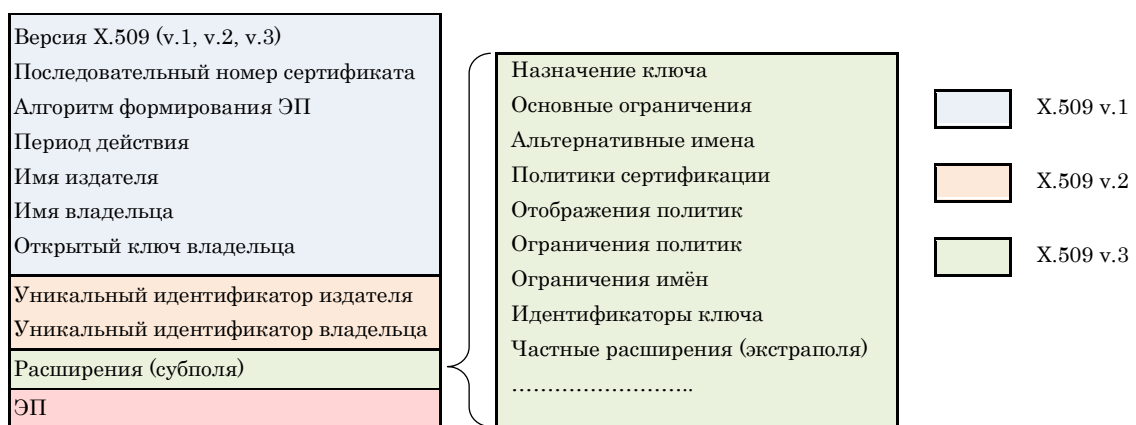 Версия X.509 (v.1, v.2, v.3)
Последовательный номер сертификата
Алгоритм формирования ЭП
Период действия
Имя издателя
Имя владельца
Открытый ключ владельца
Уникальный идентификатор издателя
Уникальный идентификатор владельца
Расширения (субполя)
ЭП
Назначение ключа
Основные ограничения
Альтернативные имена
Политики сертификации
Отображения политик
Ограничения политик
Ограничения имён
Идентификаторы ключа
Частные расширения (экстраполя)
……………………..
X.509 v.1
X.509 v.2
X.509 v.3